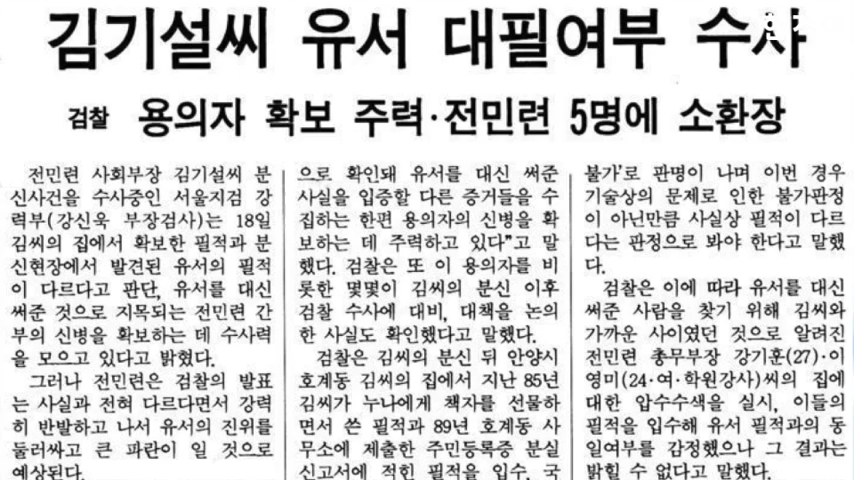 김기설씨 유서 대필여부 수사
검찰 용의자 확보 주력·전민련 5명에 소환장
전민련 사회부장 김기설씨 분
신사건을 수사중인 서울지검 강
력부(강신욱 부장검사)는 18일
김씨의 집에서 확보한 필적과 분
신현장에서 발견된 유서의 필적
이 다르다고 판단, 유서를 대신
써준 것으로 지목되는 전민련 간
부의 신병을 확보하는 데 수사력
을 모으고 있다고 밝혔다.
그러나 전민련은 검찰의 발표
는 사실과 전혀 다르다면서 강력
히 반발하고 나서 유서의 진위를
둘러싸고 큰 파란이 일 것으로
예상된다.
으로 확인돼 유서를 대신 써준
사실을 입증할 다른 증거들을 수
집하는 한편 용의자의 신병을 확
보하는 데 주력하고 있다”고 말
했다. 검찰은 또 이 용의자를 비
롯한 몇몇이 김씨의 분신 이후
검찰 수사에 대비, 대책을 논의
한 사실도 확인했다고 말했다.
검찰은 김씨의 분신 뒤 안양시
호계동 김씨의 집에서 지난 85년
김씨가 누나에게 책자를 선물하
면서 쓴 필적과 89년 호계동 사
무소에 제출한 주민등록증 분실
신고서에 적힌 필적을 입수, 국
불가’로 판명이 나며 이번 경우
기술상의 문제로 인한 불가판정
이 아닌만큼 사실상 필적이 다르
다는 판정으로 봐야 한다고 말했
다.
검찰은 이에 따라 유서를 대신
써준 사람을 찾기 위해 김씨와
가까운 사이였던 것으로 알려진
전민련 총무부장 강기훈(27)·이
영미(24·여·학원강사)씨의 집에
대한 압수수색을 실시, 이들의
필적을 입수해 유서 필적과의 동
일여부를 감정했으나 그 결과는
밝힐 수 없다고 말했다.